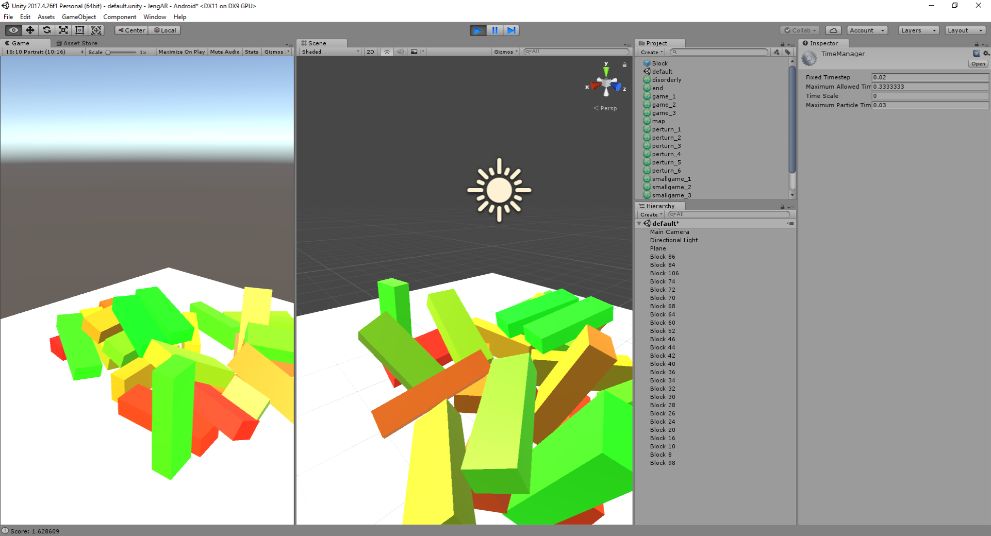 Unity 2017.4.26f1 Personal (64bit) - default.unity - lengAR - Android* <DX11 on DX9 GPU>
File Edit Assets GameObject Component Window Help
Center Local
Collab Account Layers Layout
Game Asset Store
16:10 Portrait (10:16) Scale 1x Maximize On Play Mute Audio Stats Gizmos
Scene
Shaded 2D Gizmos All
y
x
z
< Persp
Project
Create
Block
default
disorderly
end
game_1
game_2
game_3
map
perturn_1
perturn_2
perturn_3
perturn_4
perturn_5
perturn_6
smallgame_1
smallgame_2
smallgame_3
Hierarchy
Create All
default*
Main Camera
Directional Light
Plane
Block 86
Block 84
Block 106
Block 74
Block 72
Block 70
Block 68
Block 64
Block 60
Block 52
Block 46
Block 44
Block 42
Block 40
Block 36
Block 34
Block 32
Block 30
Block 28
Block 26
Block 24
Block 20
Block 16
Block 10
Block 8
Block 98
Inspector
TimeManager
Open
Fixed Timestep 0.02
Maximum Allowed Tim 0.3333333
Time Scale 0
Maximum Particle Tim 0.03
Score: 1.628609